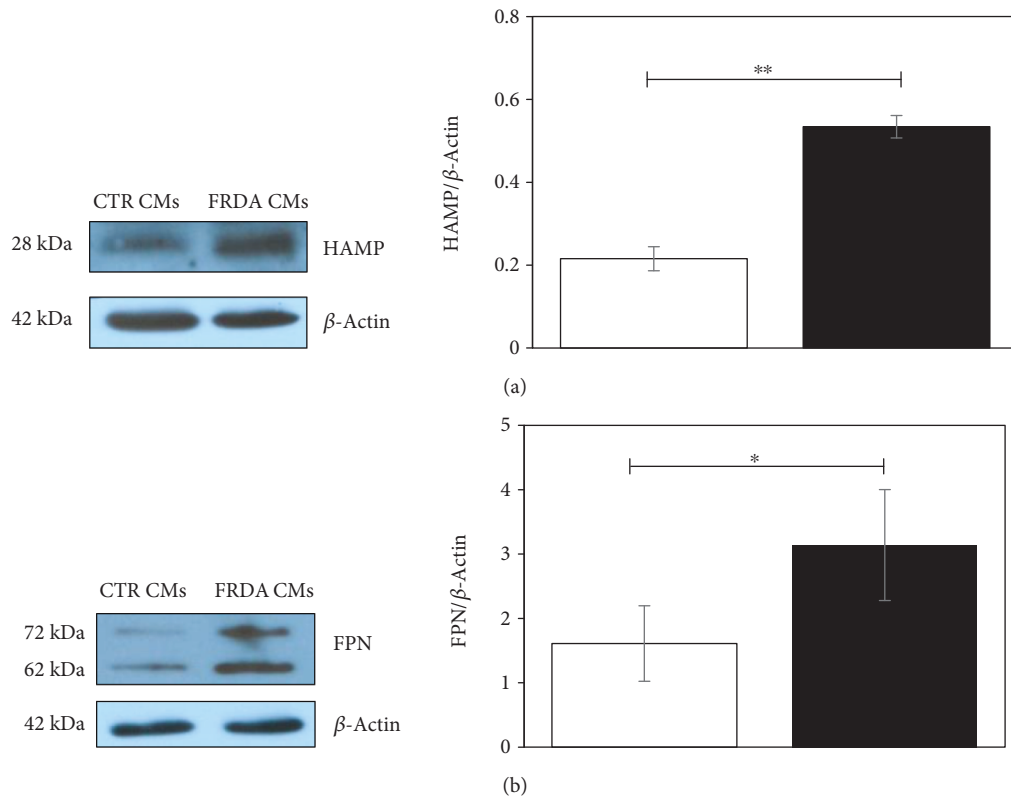 CTR CMs FRDA CMs
28 kDa
HAMP
42 kDa
β-Actin
HAMP/β-Actin
0.8
0.6
0.4
0.2
0
**
(a)
CTR CMs FRDA CMs
72 kDa
FPN
62 kDa
42 kDa
β-Actin
FPN/β-Actin
5
4
3
2
1
0
*
(b)